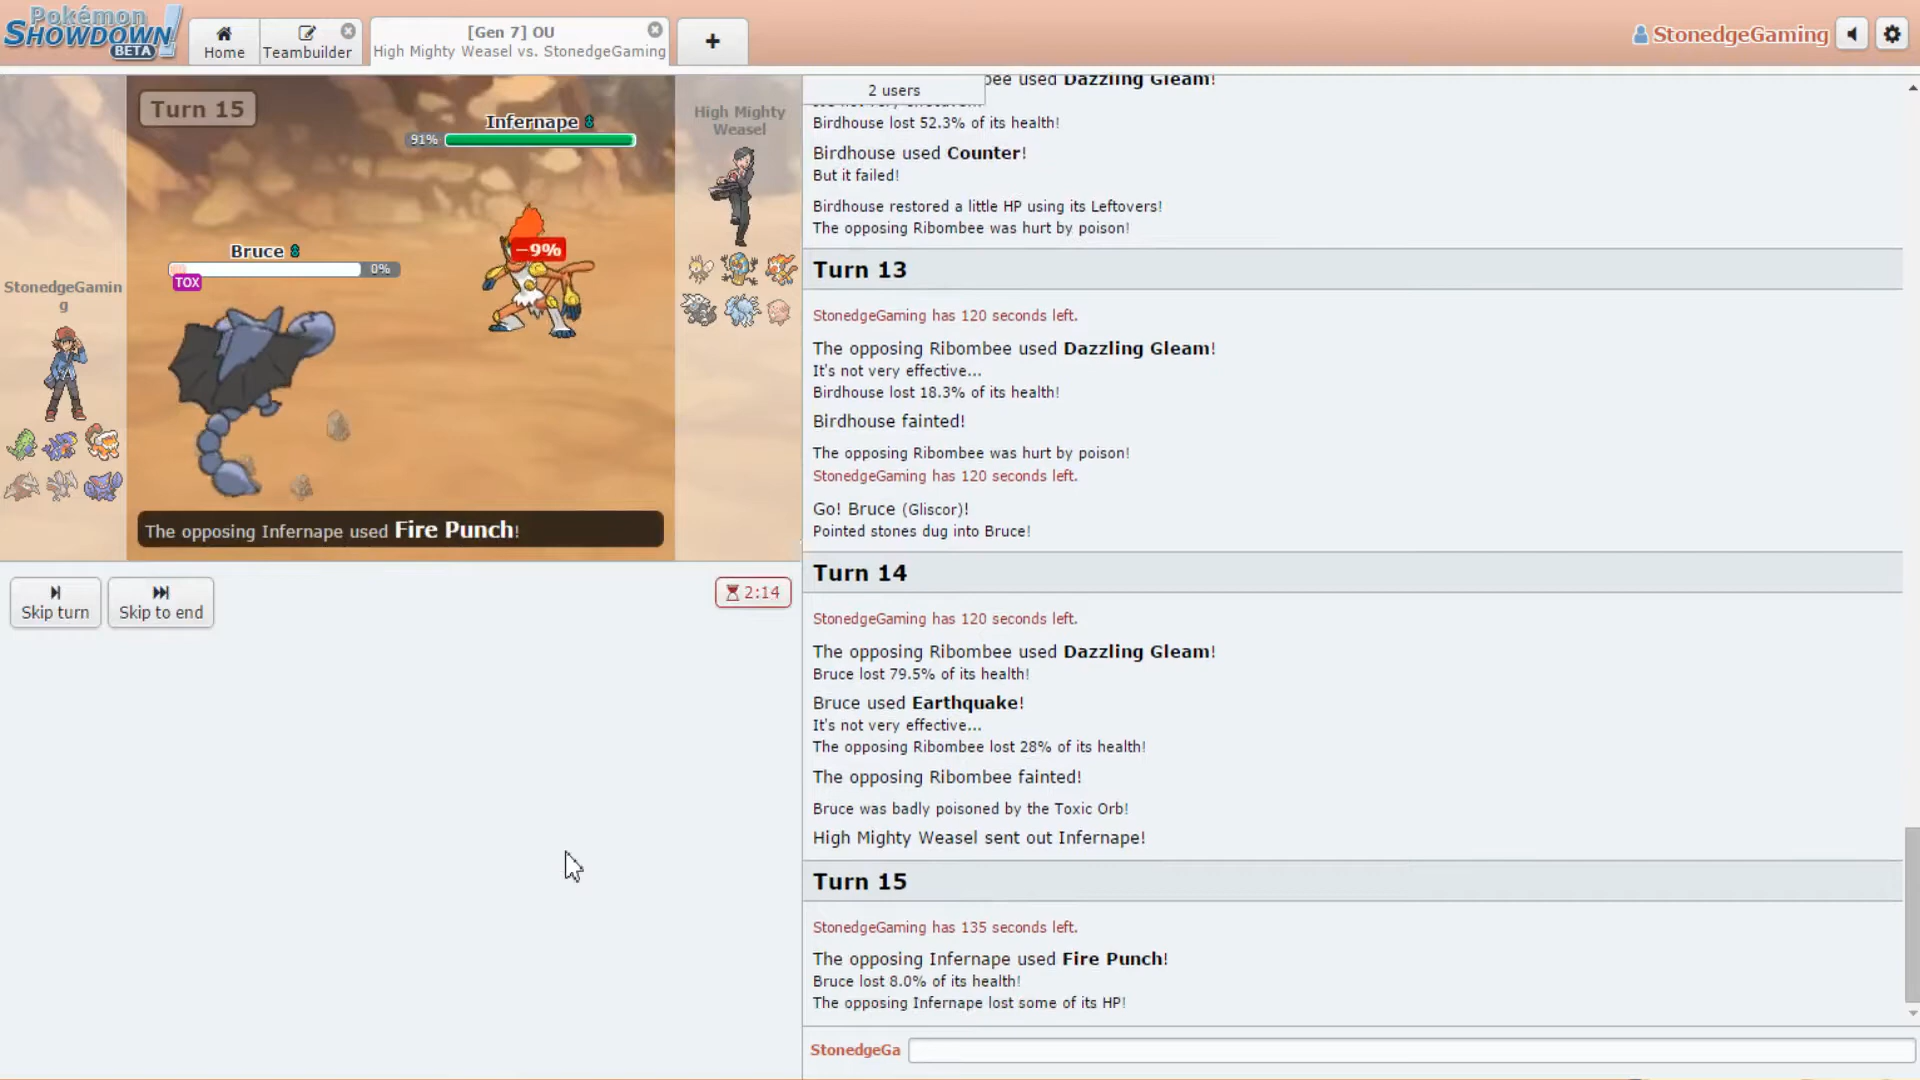 Pokémon
SHOWDOWN!
BETA
Home
Teambuilder
[Gen 7] OU
High Mighty Weasel vs. StonedgeGaming
+
StonedgeGaming
Turn 15
Infernape
91%
-9%
Bruce
0%
TOX
StonedgeGamin
g
High Mighty
Weasel
The opposing Infernape used Fire Punch!
Skip turn
Skip to end
2:14
2 users
bee used Dazzling Gleam!
Birdhouse lost 52.3% of its health!
Birdhouse used Counter!
But it failed!
Birdhouse restored a little HP using its Leftovers!
The opposing Ribombee was hurt by poison!
Turn 13
StonedgeGaming has 120 seconds left.
The opposing Ribombee used Dazzling Gleam!
It's not very effective...
Birdhouse lost 18.3% of its health!
Birdhouse fainted!
The opposing Ribombee was hurt by poison!
StonedgeGaming has 120 seconds left.
Go! Bruce (Gliscor)!
Pointed stones dug into Bruce!
Turn 14
StonedgeGaming has 120 seconds left.
The opposing Ribombee used Dazzling Gleam!
Bruce lost 79.5% of its health!
Bruce used Earthquake!
It's not very effective...
The opposing Ribombee lost 28% of its health!
The opposing Ribombee fainted!
Bruce was badly poisoned by the Toxic Orb!
High Mighty Weasel sent out Infernape!
Turn 15
StonedgeGaming has 135 seconds left.
The opposing Infernape used Fire Punch!
Bruce lost 8.0% of its health!
The opposing Infernape lost some of its HP!
StonedgeGa